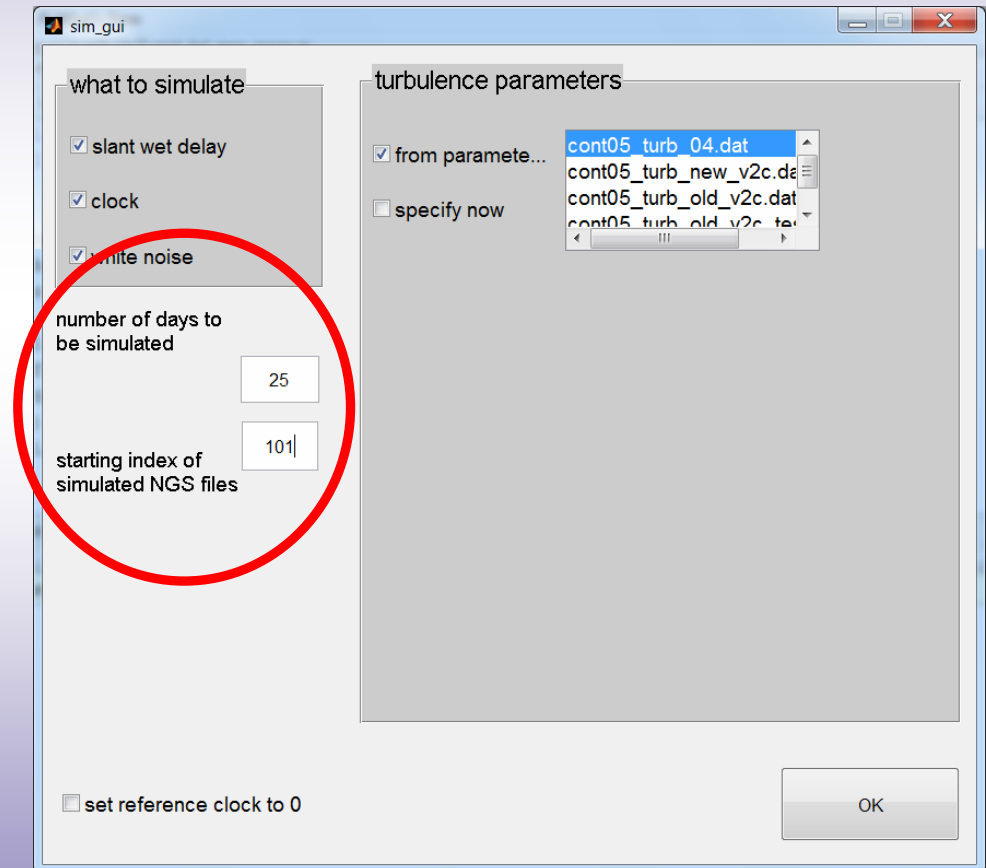 sim_gui
what to simulate
slant wet delay
clock
white noise
number of days to
be simulated
25
101
starting index of
simulated NGS files
turbulence parameters
from paramete...
specify now
cont05_turb_04.dat
cont05_turb_new_v2c.da
cont05_turb_old_v2c.dat
cont05_turb_old_v2c_tes
set reference clock to 0
OK